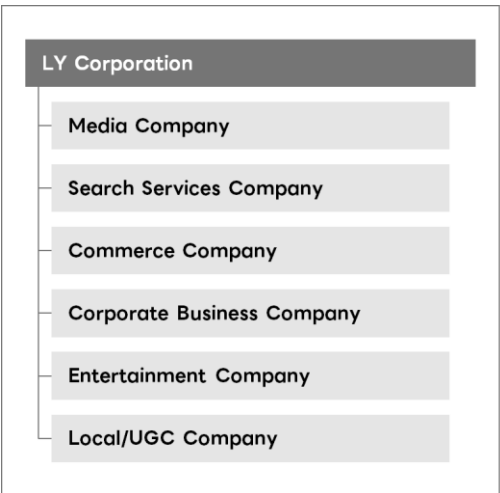 LY Corporation
Media Company
Search Services Company
Commerce Company
Corporate Business Company
Entertainment Company
Local/UGC Company